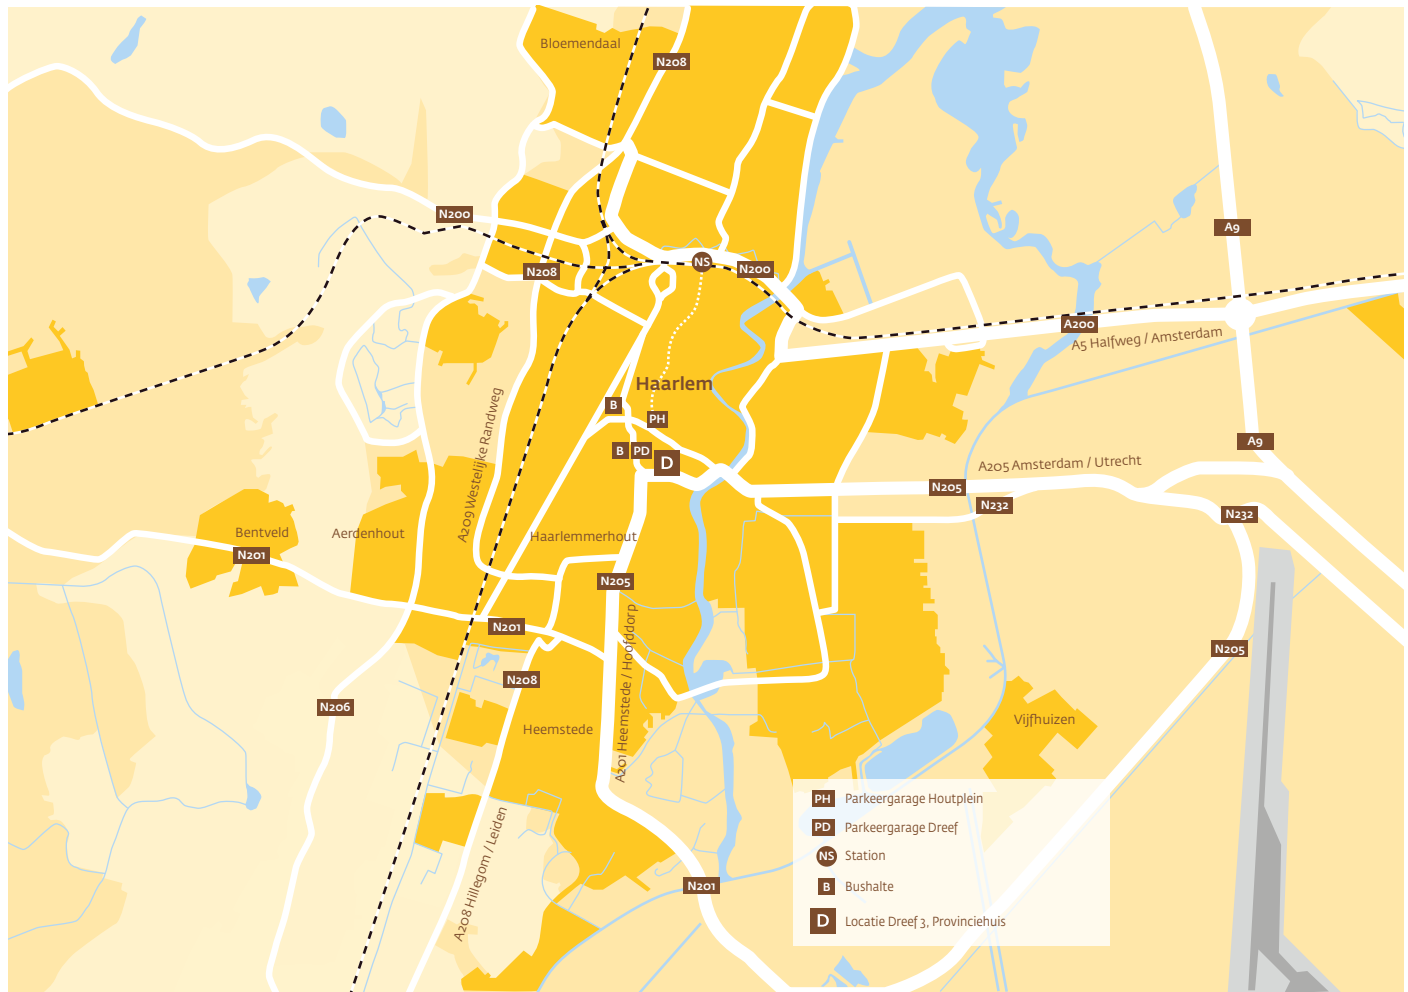 Bloemendaal
N208
N200
A9
NS
N208
N200
A200
A5 Halfweg / Amsterdam
Haarlem
B
PH
A209 Westelijke Randweg
A9
B
PD
D
A205 Amsterdam / Utrecht
N205
N232
N232
Bentveld
Aerdenhout
Haarlemmerhout
N201
N205
N201
A201 Heemstede / Hoofddorp
N205
N208
N206
Heemstede
Vijfhuizen
A208 Hillegom / Leiden
N201
PH Parkeergarage Houtplein
PD Parkeergarage Dreef
NS Station
B Bushalte
D Locatie Dreef 3, Provinciehuis